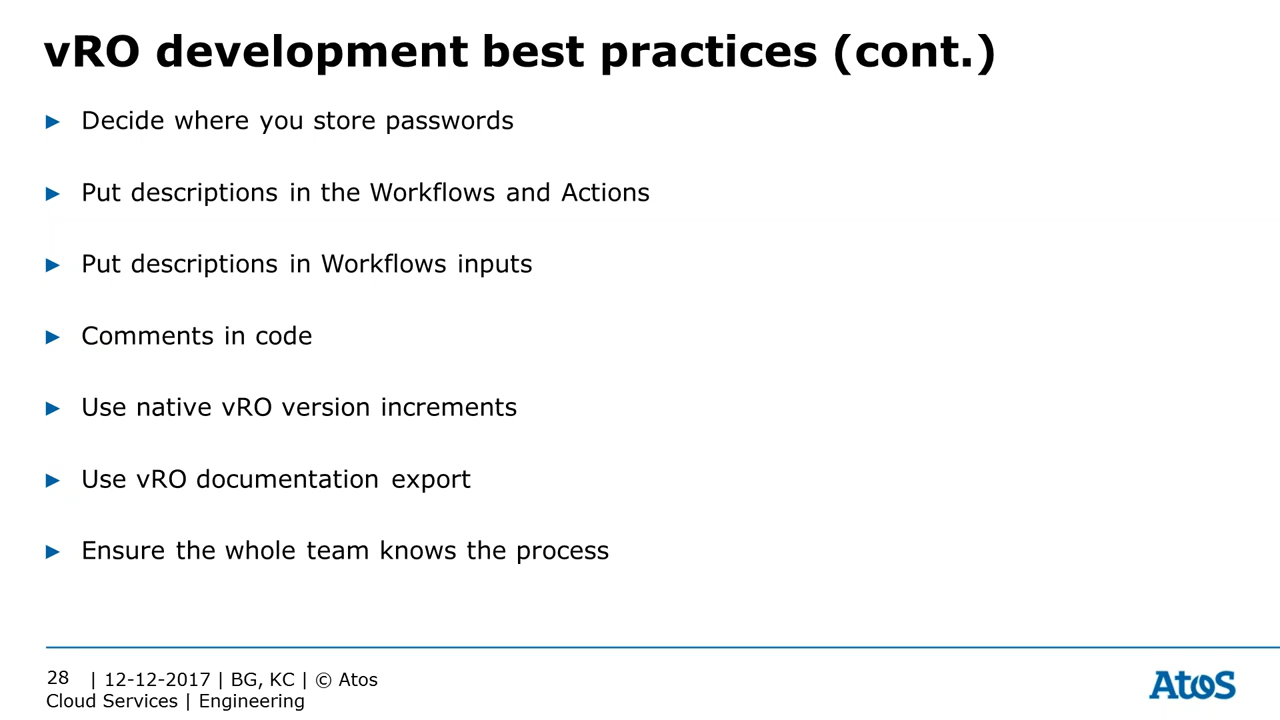 vRO development best practices (cont.)
► Decide where you store passwords
► Put descriptions in the Workflows and Actions
► Put descriptions in Workflows inputs
► Comments in code
► Use native vRO version increments
► Use vRO documentation export
► Ensure the whole team knows the process
28 | 12-12-2017 | BG, KC | © Atos
Cloud Services | Engineering
Atos